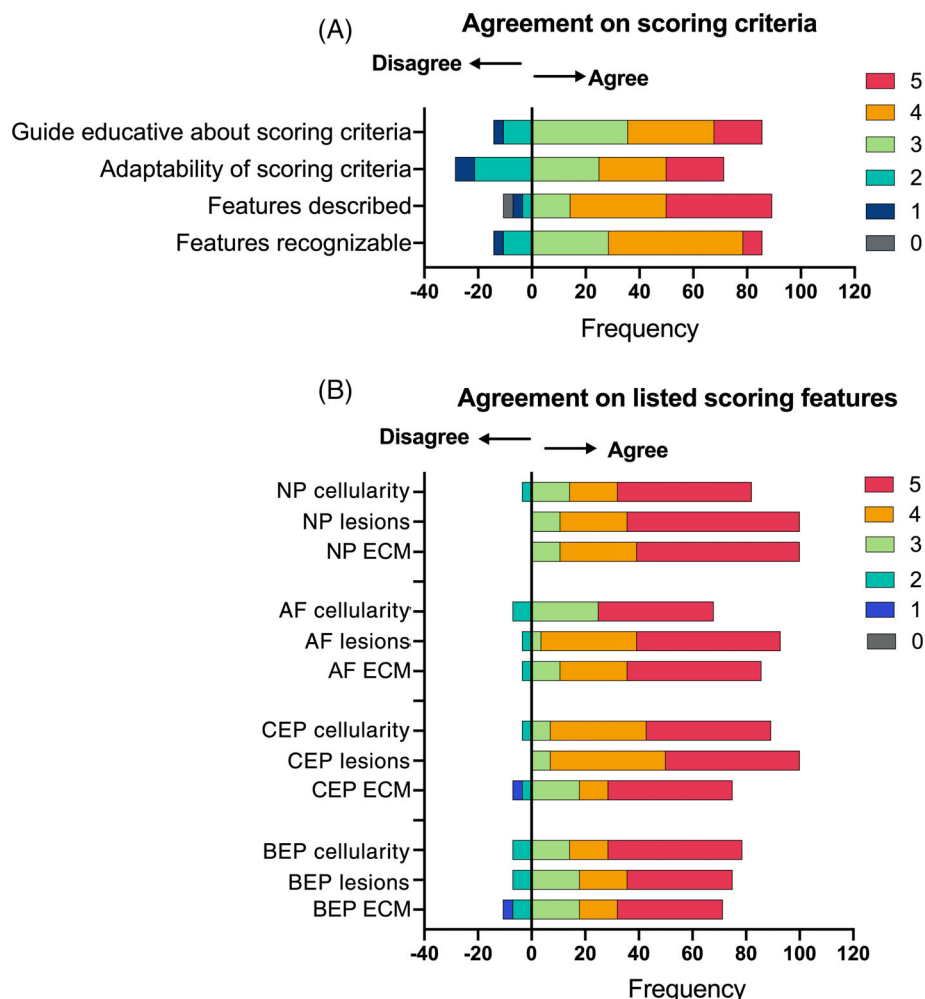 (A) Agreement on scoring criteria
Disagree
Agree
Guide educative about scoring criteria
Adaptability of scoring criteria
Features described
Features recognizable
5
4
3
2
1
0
-40 -20 0 20 40 60 80 100 120
Frequency
(B) Agreement on listed scoring features
Disagree
Agree
NP cellularity
NP lesions
NP ECM
AF cellularity
AF lesions
AF ECM
CEP cellularity
CEP lesions
CEP ECM
BEP cellularity
BEP lesions
BEP ECM
5
4
3
2
1
0
-40 -20 0 20 40 60 80 100 120
Frequency